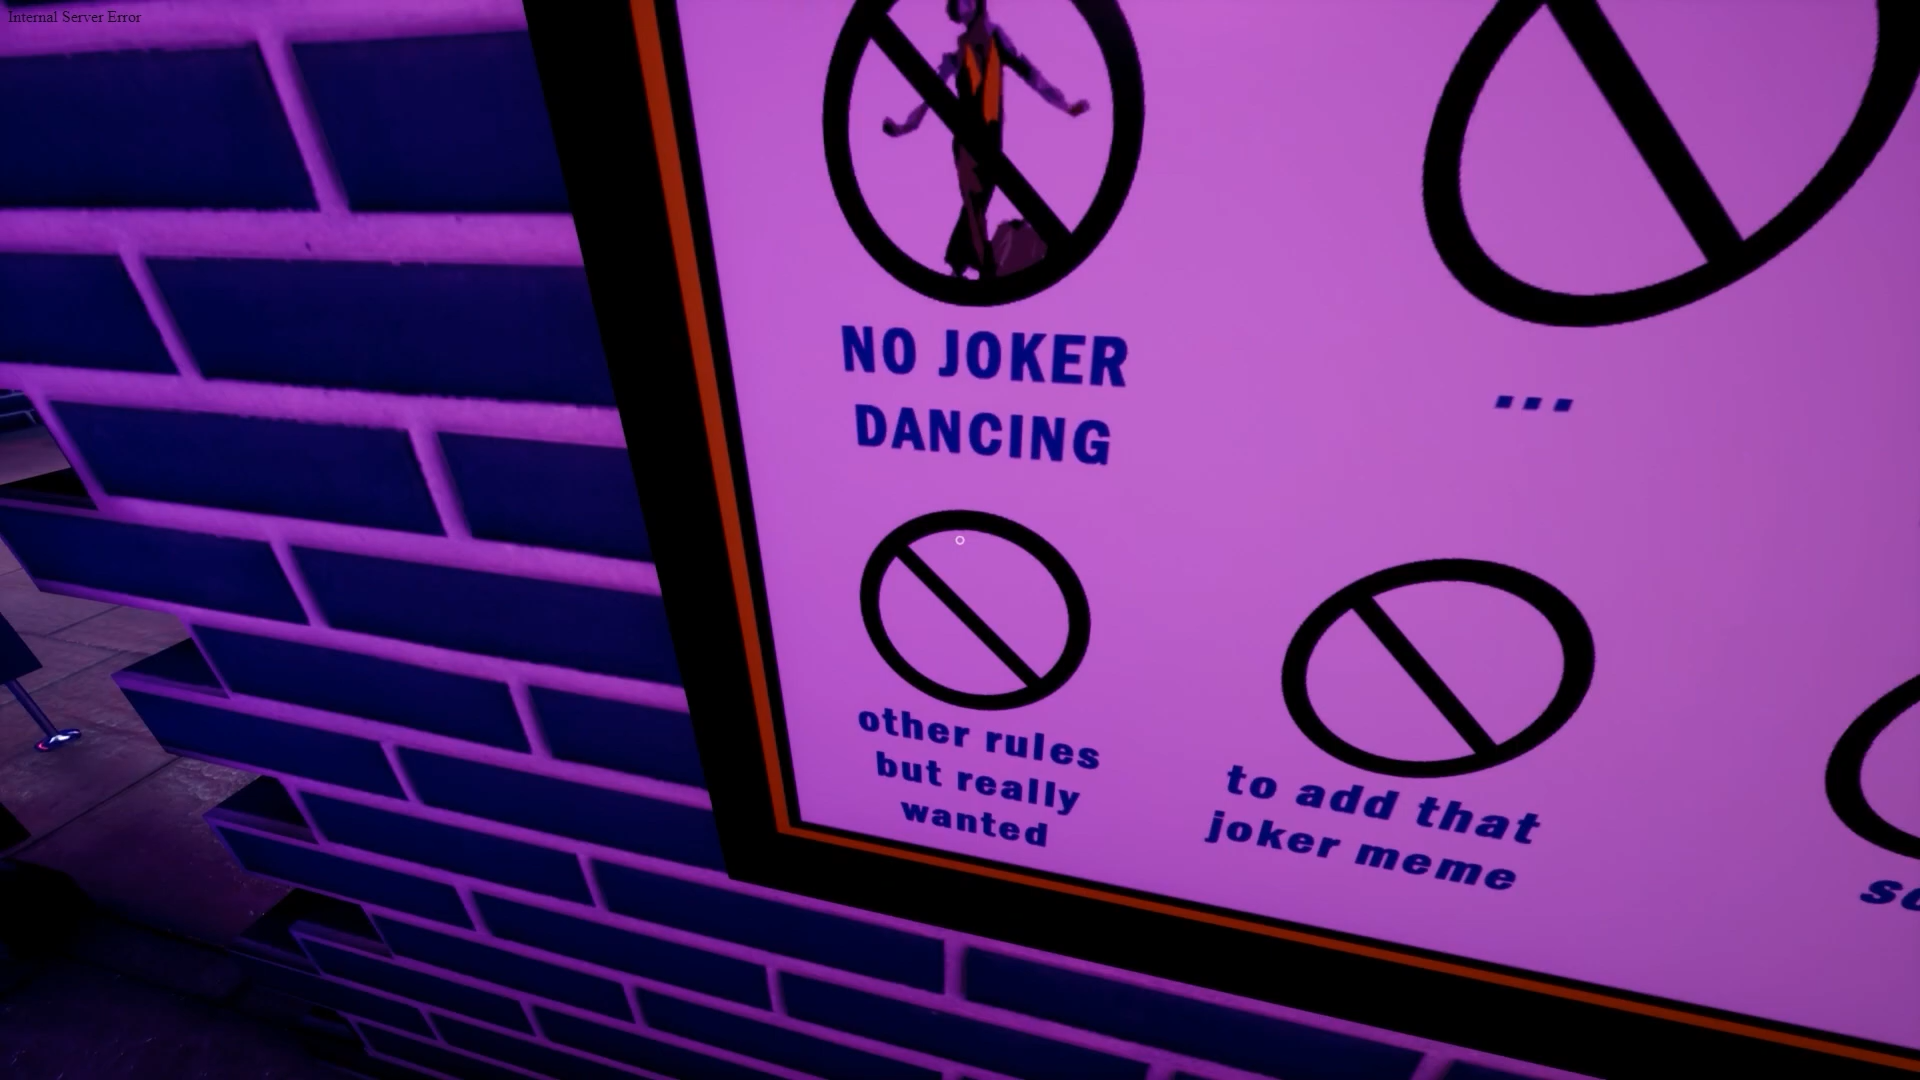 Internal Server Error
NO JOKER
DANCING
...
other rules
but really
wanted
to add that
joker meme